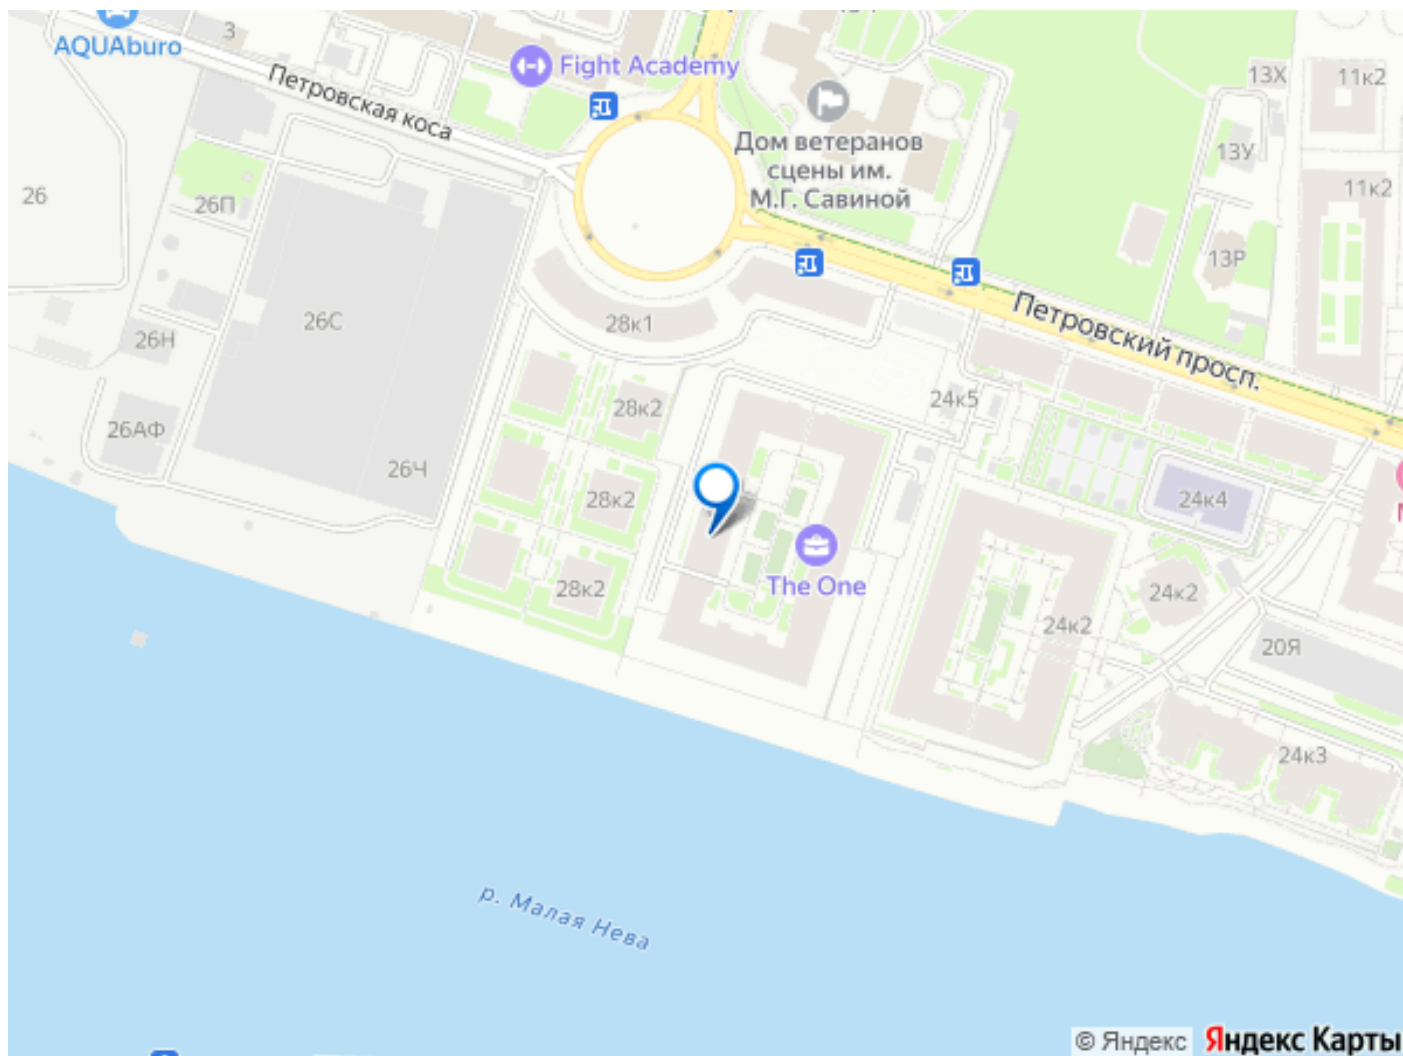 AQUAburo
3
Петровская коса
Fight Academy
Дом ветеранов
сцены им.
М.Г. Савиной
13Х
11к2
13У
11к2
13Р
26
26П
26С
26Н
28к1
Петровский просп.
28к2
24к5
26АФ
26Ч
28к2
24к4
The One
28к2
24к2
24к2
20Я
24к3
р. Малая Нева
© Яндекс
Яндекс Карты